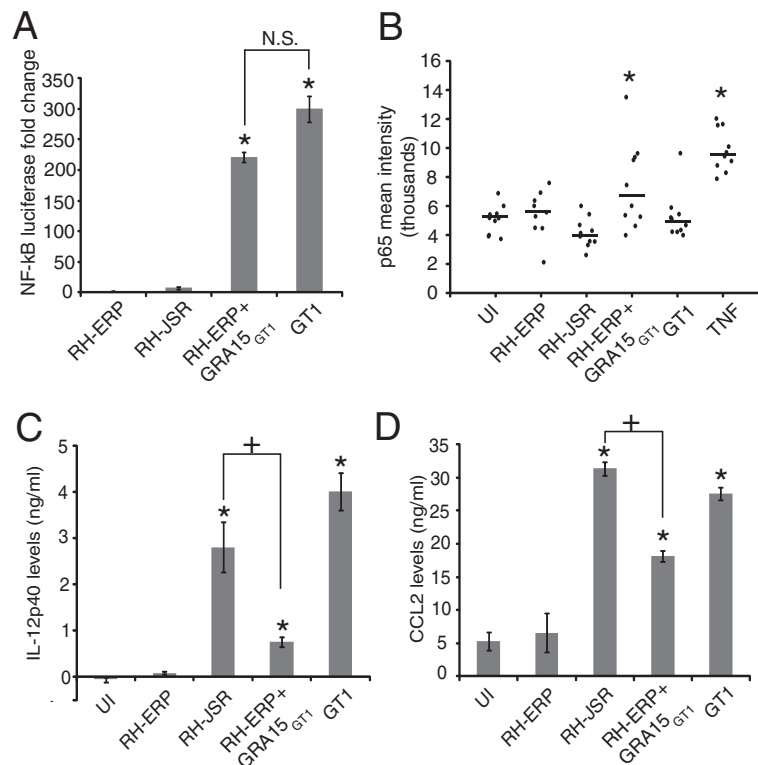 A
N.S.
NF-kB luciferase fold change
350
300
250
200
150
100
50
0
*
*
RH-ERP
RH-JSR
RH-ERP+
GRA15GT1
GT1
B
p65 mean intensity
(thousands)
16
14
12
10
8
6
4
2
0
*
*
UI
RH-ERP
RH-JSR
RH-ERP+
GRA15GT1
GT1
TNF
C
IL-12p40 levels (ng/ml)
5
4
3
2
1
0
+
*
*
*
UI
RH-ERP
RH-JSR
RH-ERP+
GRA15GT1
GT1
D
CCL2 levels (ng/ml)
35
30
25
20
15
10
5
0
+
*
*
*
UI
RH-ERP
RH-JSR
RH-ERP+
GRA15GT1
GT1